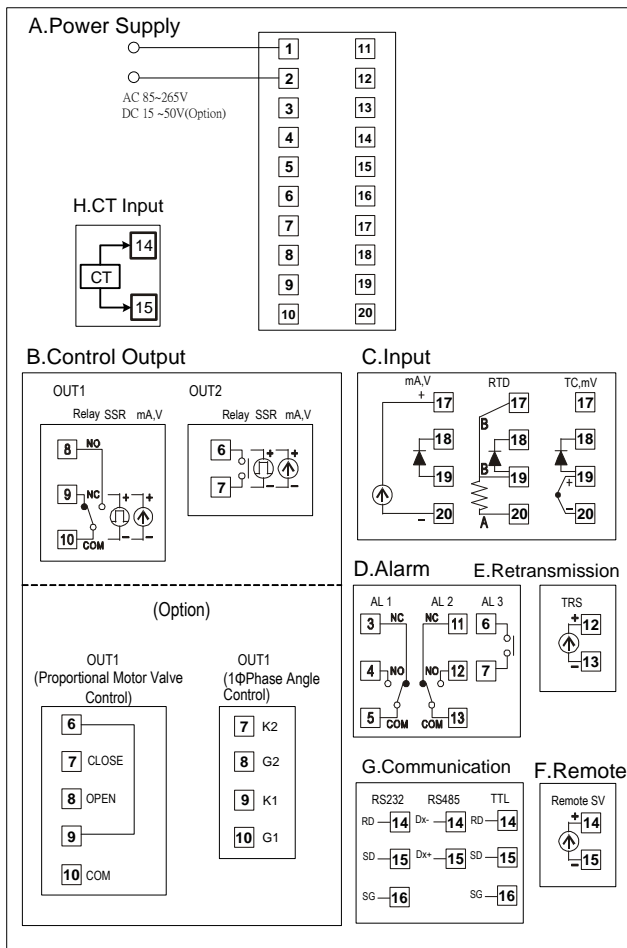 A.Power Supply
1 11
2 12
AC 85~265V
DC 15 ~50V(Option)
3 13
4 14
5 15
6 16
7 17
8 18
9 19
10 20
H.CT Input
14
CT
15
B.Control Output
OUT1
Relay SSR mA,V
8 NO
9 NC + +
10 COM − −
OUT2
Relay SSR mA,V
6 + +
7 − −
(Option)
OUT1
(Proportional Motor Valve
Control)
6
7 CLOSE
8 OPEN
9
10 COM
OUT1
(1ΦPhase Angle
Control)
7 K2
8 G2
9 K1
10 G1
C.Input
mA,V
+ 17
18
19
− 20
RTD
17
B
18
B
19
20
A
TC,mV
17
18
+ 19
− 20
D.Alarm
AL 1 AL 2 AL 3
3 NC NC 11 6
4 NO NO 12 7
5 COM COM 13
E.Retransmission
TRS
+ 12
− 13
G.Communication
RS232 RS485 TTL
RD 14 Dx- 14 RD 14
SD 15 Dx+ 15 SD 15
SG 16 SG 16
F.Remote
Remote SV
+ 14
− 15